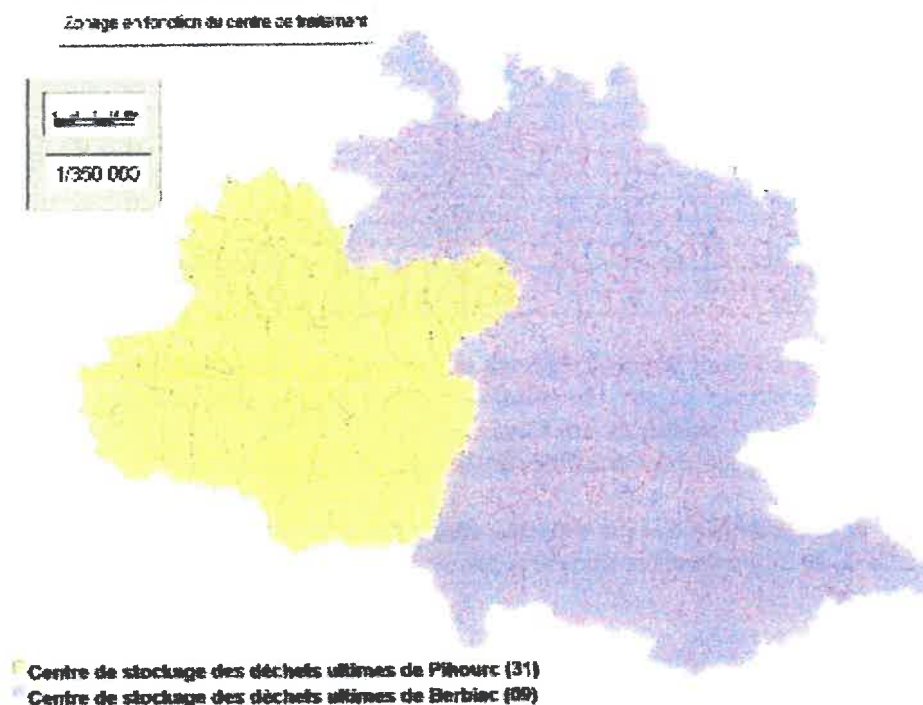 Zonage en fonction du centre de traitement
1/350 000
Centre de stockage des déchets ultimes de Pihourc (31)
Centre de stockage des déchets ultimes de Berbiac (09)